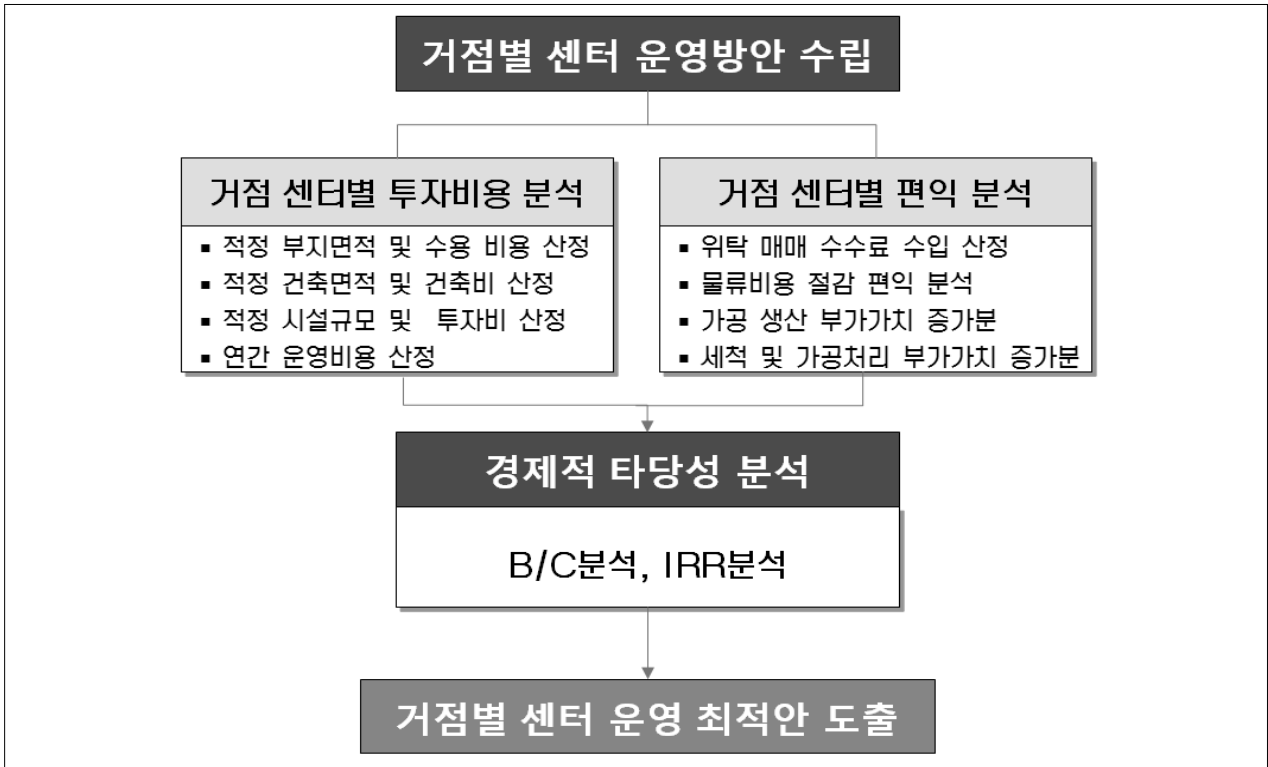 거점별 센터 운영방안 수립
거점 센터별 투자비용 분석
▪ 적정 부지면적 및 수용 비용 산정
▪ 적정 건축면적 및 건축비 산정
▪ 적정 시설규모 및 투자비 산정
▪ 연간 운영비용 산정
거점 센터별 편익 분석
▪ 위탁 매매 수수료 수입 산정
▪ 물류비용 절감 편익 분석
▪ 가공 생산 부가가치 증가분
▪ 세척 및 가공처리 부가가치 증가분
경제적 타당성 분석
B/C분석, IRR분석
거점별 센터 운영 최적안 도출